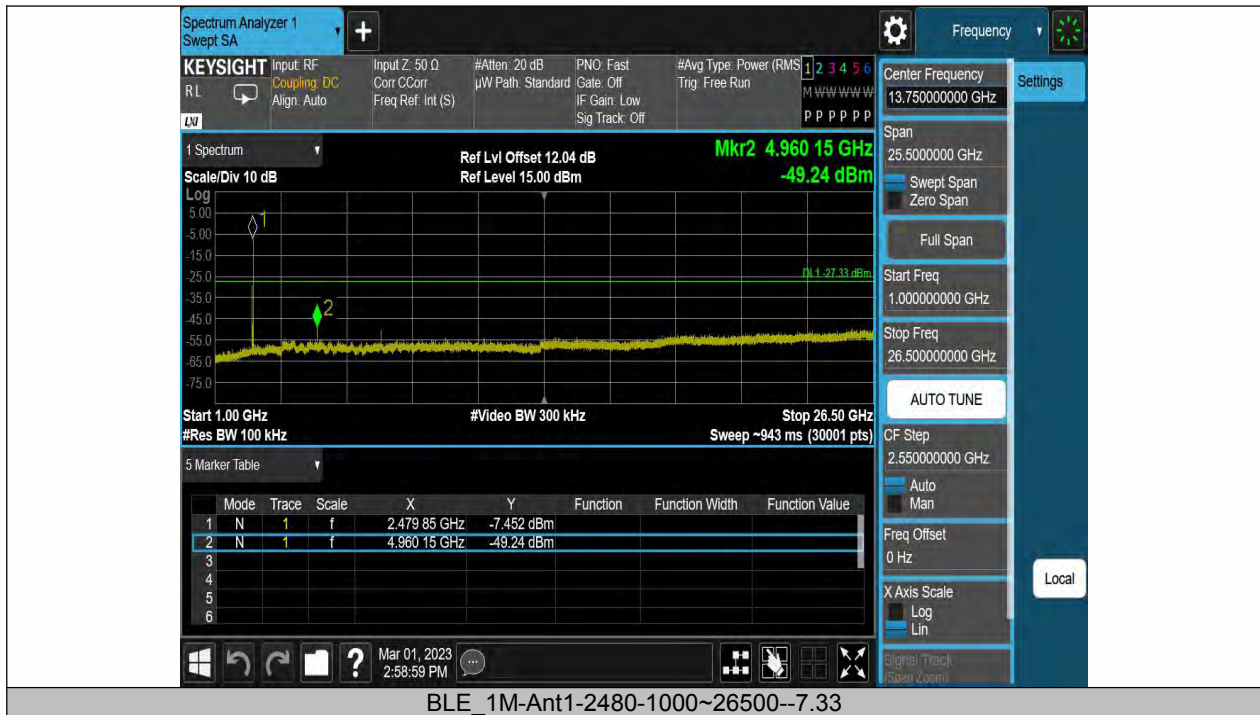 Spectrum Analyzer 1
Swept SA
+
Frequency
KEYSIGHT
RL
LXI
Input: RF
Coupling: DC
Align: Auto
Input Z: 50 Ω
Corr CCorr
Freq Ref: Int (S)
#Atten: 20 dB
µW Path: Standard
PNO: Fast
Gate: Off
IF Gain: Low
Sig Track: Off
#Avg Type: Power (RMS
Trig: Free Run
1 2 3 4 5 6
M W W W W W
P P P P P P
1 Spectrum
Scale/Div 10 dB
Ref Lvl Offset 12.04 dB
Ref Level 15.00 dBm
Mkr2 4.960 15 GHz
-49.24 dBm
Log
5.00
-5.00
-15.0
-25.0
-35.0
-45.0
-55.0
-65.0
-75.0
1
2
DL1 -27.33 dBm
Start 1.00 GHz
#Res BW 100 kHz
#Video BW 300 kHz
Stop 26.50 GHz
Sweep ~943 ms (30001 pts)
5 Marker Table
Mode Trace Scale X Y Function Function Width Function Value
1 N 1 f 2.479 85 GHz -7.452 dBm
2 N 1 f 4.960 15 GHz -49.24 dBm
3
4
5
6
Mar 01, 2023
2:58:59 PM
?
Center Frequency
13.750000000 GHz
Settings
Span
25.5000000 GHz
Swept Span
Zero Span
Full Span
Start Freq
1.000000000 GHz
Stop Freq
26.500000000 GHz
AUTO TUNE
CF Step
2.550000000 GHz
Auto
Man
Freq Offset
0 Hz
X Axis Scale
Log
Lin
Signal Track
(Span Zoom)
Local
BLE_1M-Ant1-2480-1000~26500--7.33